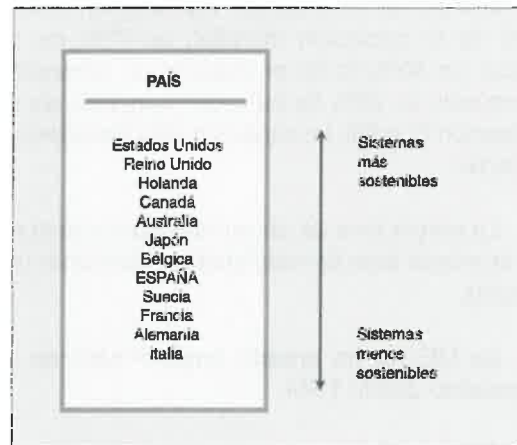 PAÍS
Estados Unidos
Reino Unido
Holanda
Canadá
Australia
Japón
Bélgica
ESPAÑA
Suecia
Francia
Alemania
Italia
Sistemas
más
sostenibles
Sistemas
menos
sostenibles